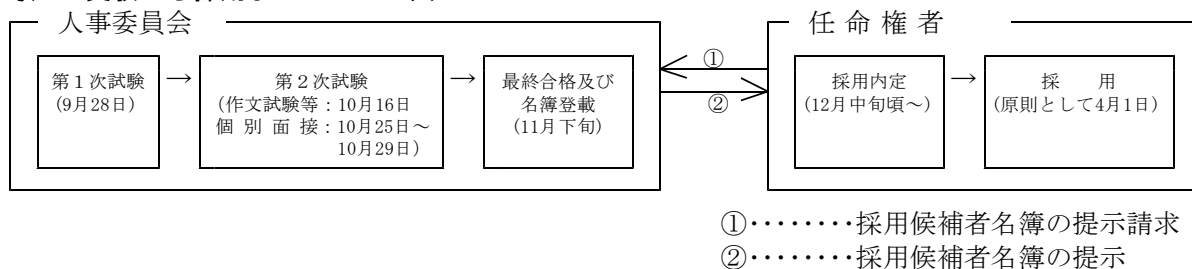 人事委員会
任 命 権 者
第１次試験
(9月28日)
→
第２次試験
(作文試験等：10月16日
個 別 面 接：10月25日～
10月29日)
→
最終合格及び
名簿登載
(11月下旬)
①
②
採用内定
(12月中旬頃～)
→
採　　用
(原則として4月1日)
①・・・・・・・・採用候補者名簿の提示請求
②・・・・・・・・採用候補者名簿の提示